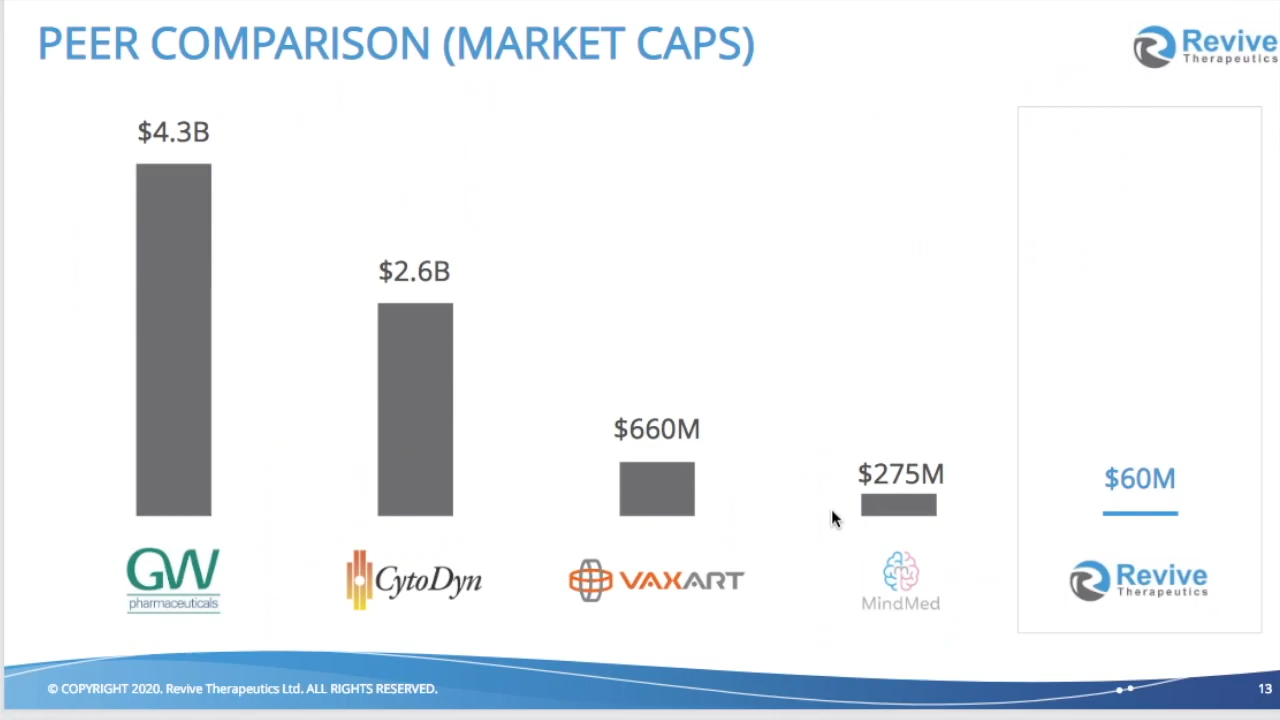 PEER COMPARISON (MARKET CAPS)
Revive
Therapeutics
$4.3B
$2.6B
$660M
$275M
$60M
GW
pharmaceuticals
CytoDyn
VAXART
MindMed
Revive
Therapeutics
© COPYRIGHT 2020. Revive Therapeutics Ltd. ALL RIGHTS RESERVED.
13